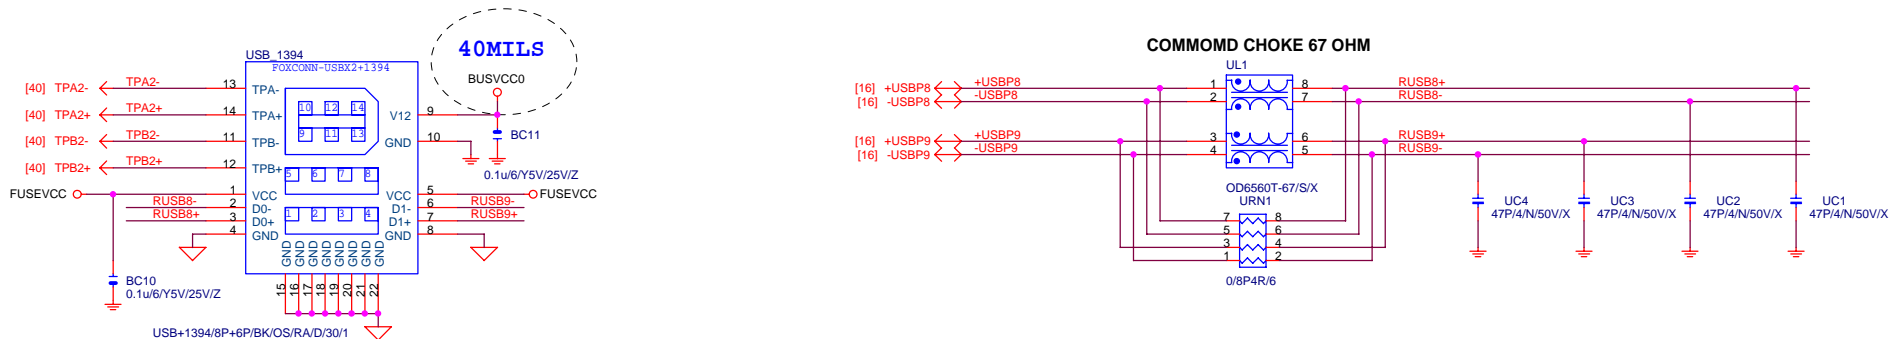 40MILS
BUSVCC0
USB_1394
FOXCONN-USBX2+1394
[40] TPA2- TPA2- 13 TPA-
[40] TPA2+ TPA2+ 14 TPA+
[40] TPB2- TPB2- 11 TPB-
[40] TPB2+ TPB2+ 12 TPB+
10 12 14
9 11 13
5 6 7 8
1 2 3 4
V12 9
GND 10
BC11
0.1u/6/Y5V/25V/Z
FUSEVCC 1 VCC
RUSB8- 2 D0-
RUSB8+ 3 D0+
4 GND
VCC 5 FUSEVCC
D1- 6 RUSB9-
D1+ 7 RUSB9+
GND 8
GND GND GND GND GND GND GND GND
15 16 17 18 19 20 21 22
BC10
0.1u/6/Y5V/25V/Z
USB+1394/8P+6P/BK/OS/RA/D/30/1
COMMOMD CHOKE 67 OHM
UL1
[16] +USBP8 +USBP8 1 8 RUSB8+
[16] -USBP8 -USBP8 2 7 RUSB8-
[16] +USBP9 +USBP9 3 6 RUSB9+
[16] -USBP9 -USBP9 4 5 RUSB9-
OD6560T-67/S/X
URN1
7 8
5 6
3 4
1 2
0/8P4R/6
UC4
47P/4/N/50V/X
UC3
47P/4/N/50V/X
UC2
47P/4/N/50V/X
UC1
47P/4/N/50V/X